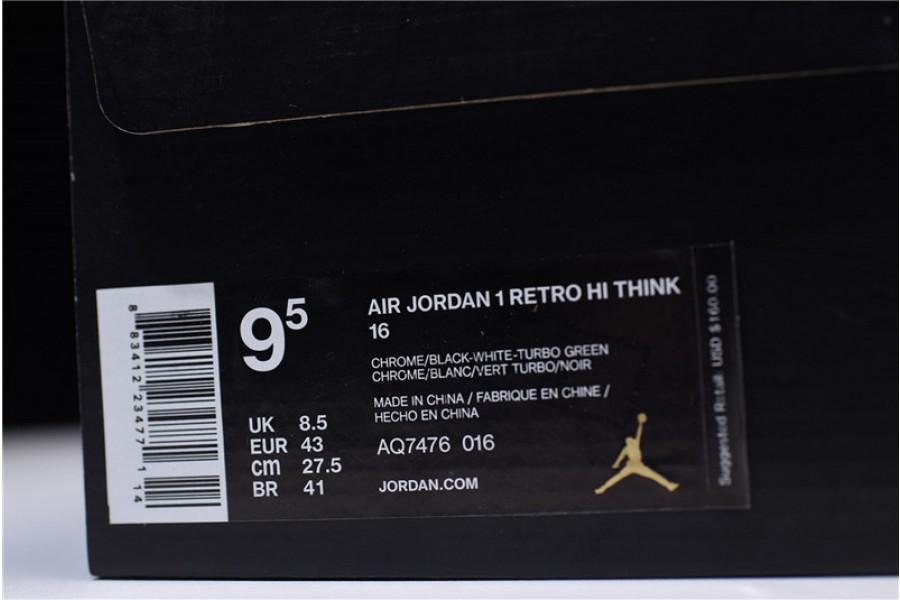 8 83412 23477 1 14
9⁵
UK 8.5
EUR 43
cm 27.5
BR 41
AIR JORDAN 1 RETRO HI THINK
16
CHROME/BLACK-WHITE-TURBO GREEN
CHROME/BLANC/VERT TURBO/NOIR
MADE IN CHINA / FABRIQUE EN CHINE /
HECHO EN CHINA
AQ7476 016
JORDAN.COM
Suggested Retail: USD $160.00